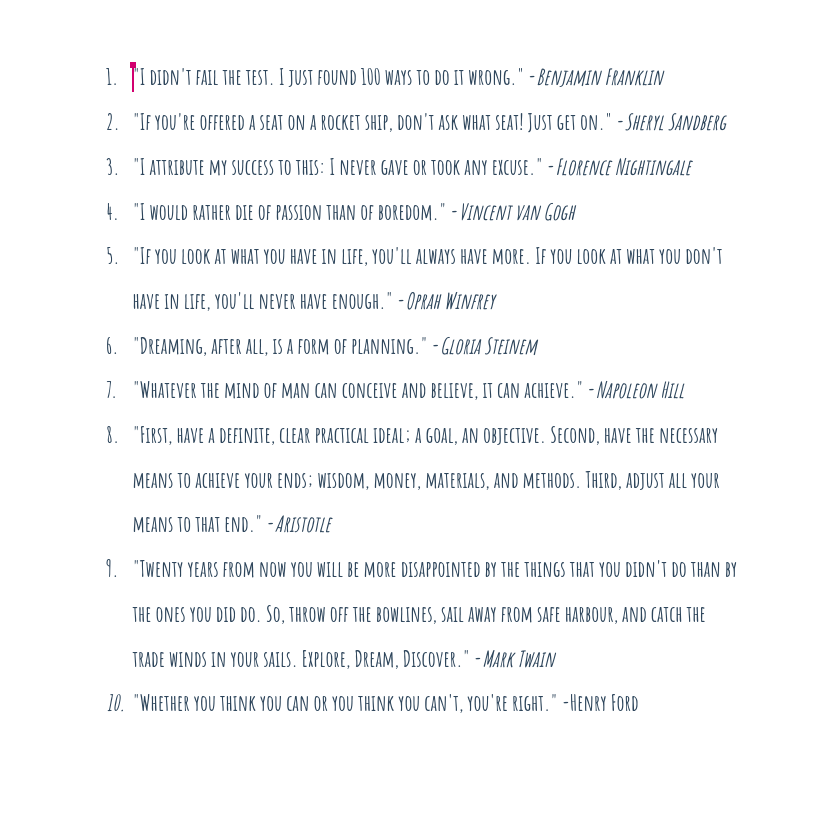 1. "I didn't fail the test. I just found 100 ways to do it wrong." -Benjamin Franklin
2. "If you're offered a seat on a rocket ship, don't ask what seat! Just get on." -Sheryl Sandberg
3. "I attribute my success to this: I never gave or took any excuse." -Florence Nightingale
4. "I would rather die of passion than of boredom." -Vincent van Gogh
5. "If you look at what you have in life, you'll always have more. If you look at what you don't
have in life, you'll never have enough." -Oprah Winfrey
6. "Dreaming, after all, is a form of planning." -Gloria Steinem
7. "Whatever the mind of man can conceive and believe, it can achieve." -Napoleon Hill
8. "First, have a definite, clear practical ideal; a goal, an objective. Second, have the necessary
means to achieve your ends; wisdom, money, materials, and methods. Third, adjust all your
means to that end." -Aristotle
9. "Twenty years from now you will be more disappointed by the things that you didn't do than by
the ones you did do. So, throw off the bowlines, sail away from safe harbour, and catch the
trade winds in your sails. Explore, Dream, Discover." -Mark Twain
10. "Whether you think you can or you think you can't, you're right." -Henry Ford